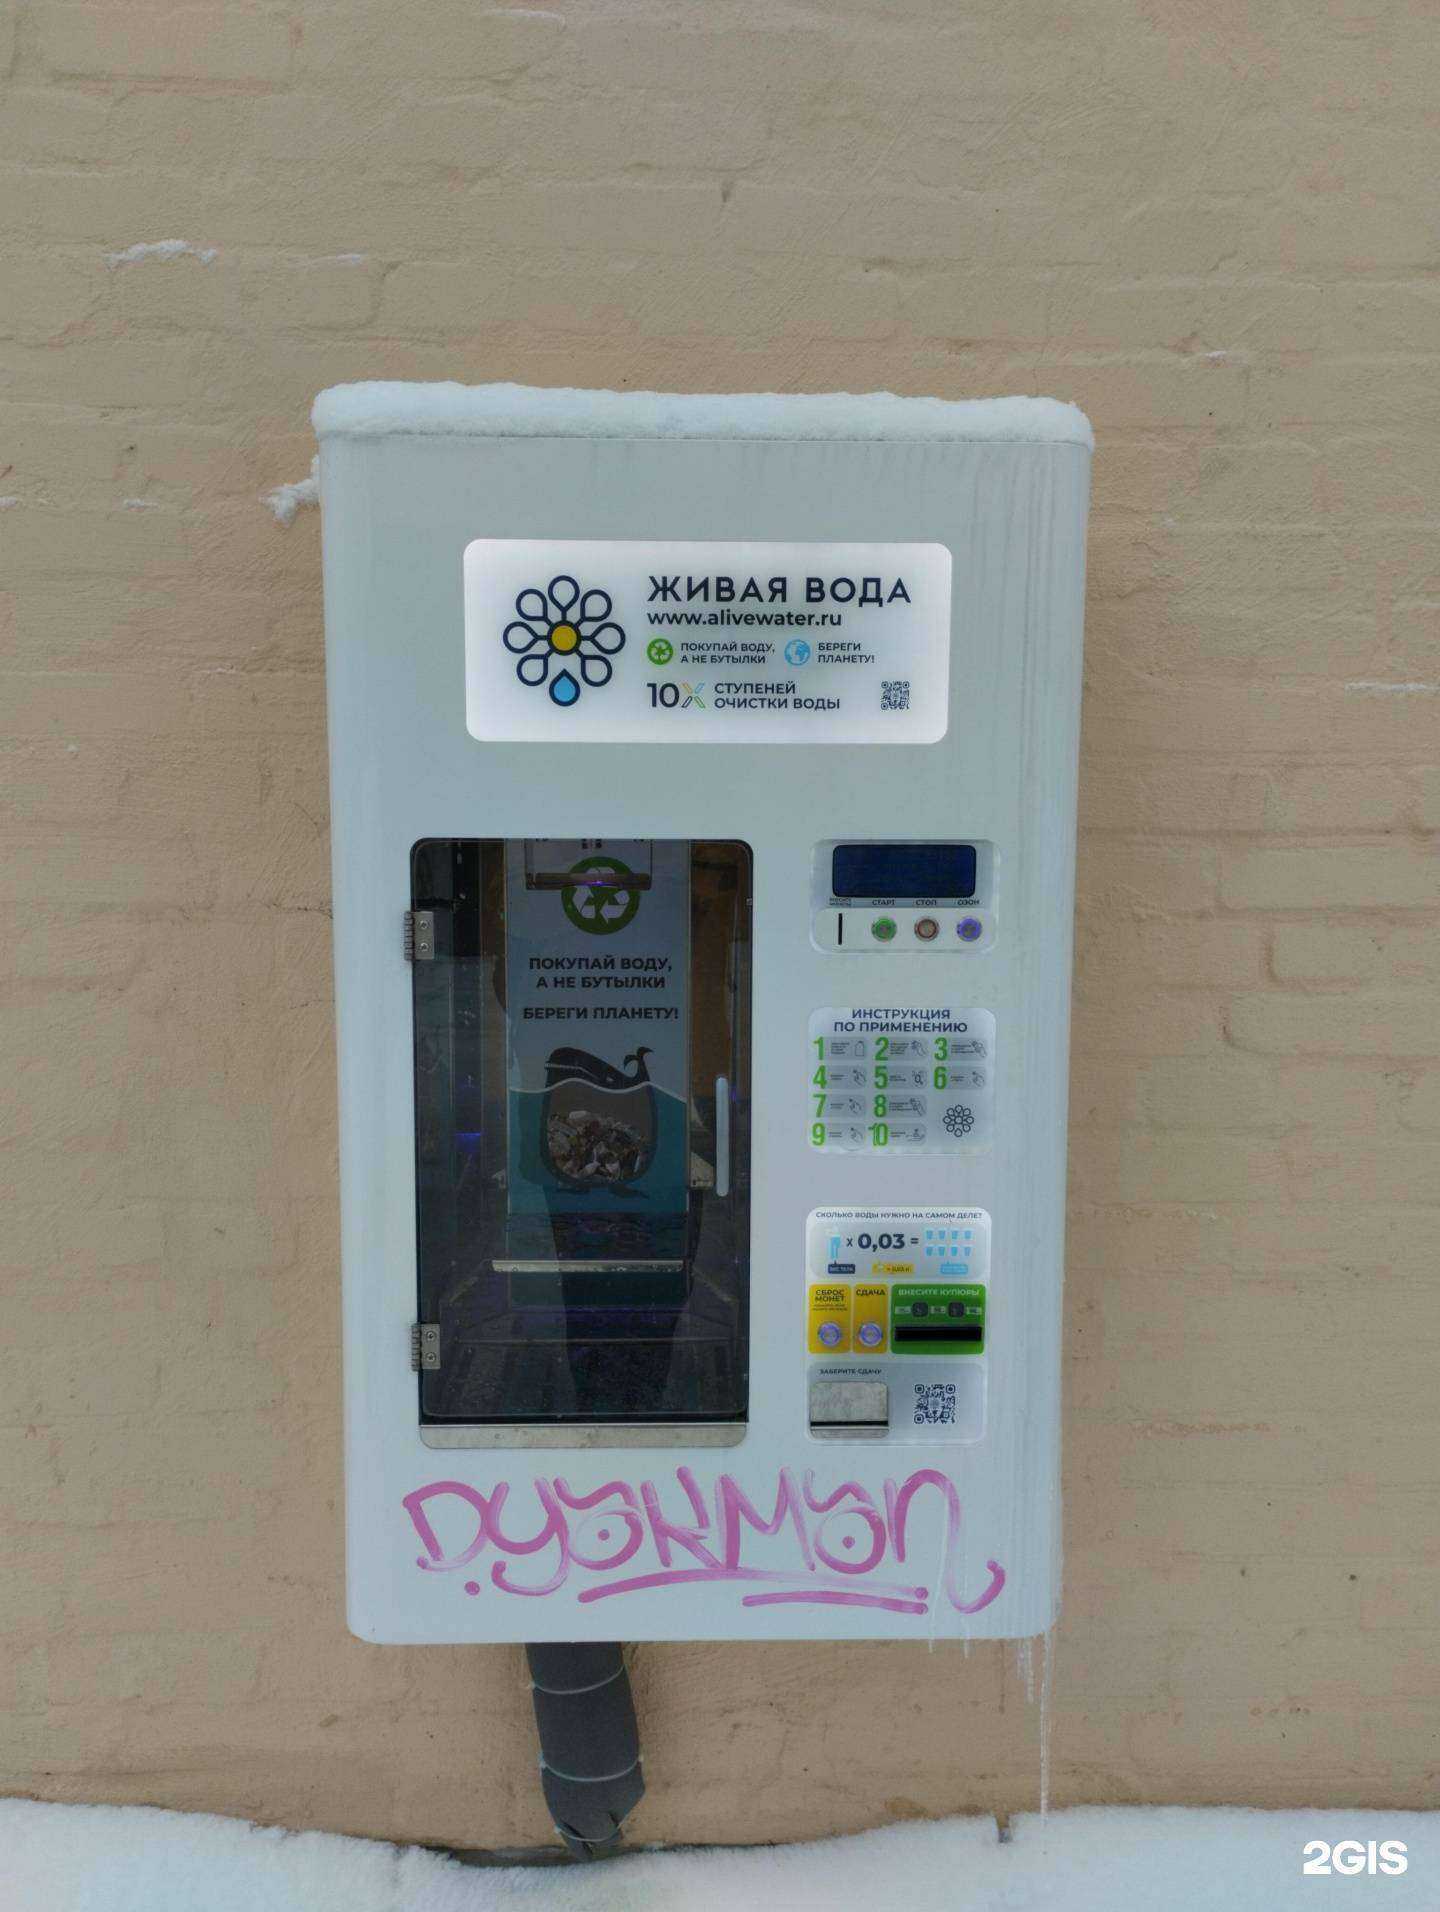 ЖИВАЯ ВОДА
www.alivewater.ru
ПОКУПАЙ ВОДУ,
А НЕ БУТЫЛКИ
БЕРЕГИ
ПЛАНЕТУ!
10X СТУПЕНЕЙ
ОЧИСТКИ ВОДЫ
ПОКУПАЙ ВОДУ,
А НЕ БУТЫЛКИ
БЕРЕГИ ПЛАНЕТУ!
СТАРТ СТОП ОЗОН
ИНСТРУКЦИЯ
ПО ПРИМЕНЕНИЮ
1 2 3
4 5 6
7 8
9 10
СКОЛЬКО ВОДЫ НУЖНО НА САМОМ ДЕЛЕ?
x 0,03 =
СБРОС
МОНЕТ
СДАЧА
ВНЕСИТЕ КУПЮРЫ
ЗАБЕРИТЕ СДАЧУ
2GIS